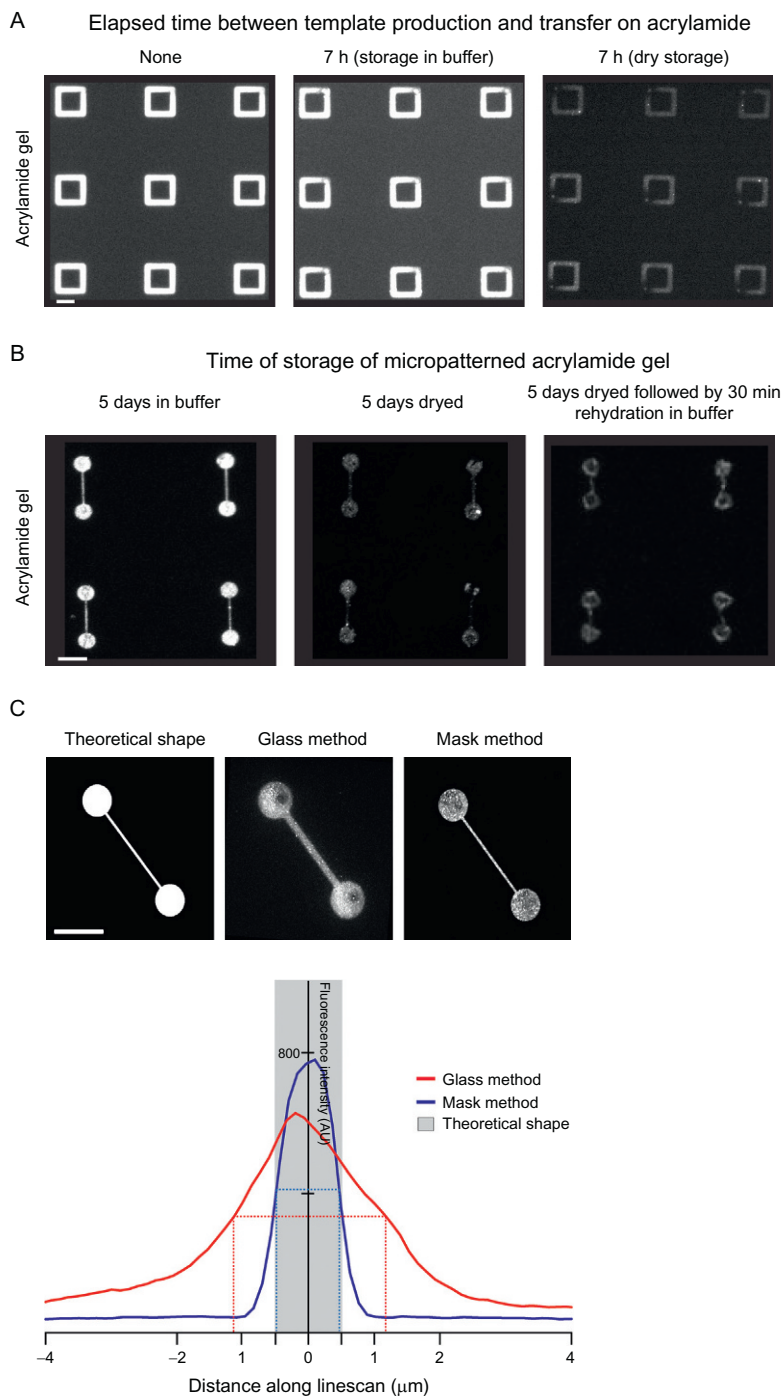 A
Elapsed time between template production and transfer on acrylamide
None
7 h (storage in buffer)
7 h (dry storage)
Acrylamide gel
B
Time of storage of micropatterned acrylamide gel
5 days in buffer
5 days dryed
5 days dryed followed by 30 min
rehydration in buffer
Acrylamide gel
C
Theoretical shape
Glass method
Mask method
Fluorescence intensity (AU)
800
Glass method
Mask method
Theoretical shape
–4
–2
1
0
1
2
4
Distance along linescan (μm)